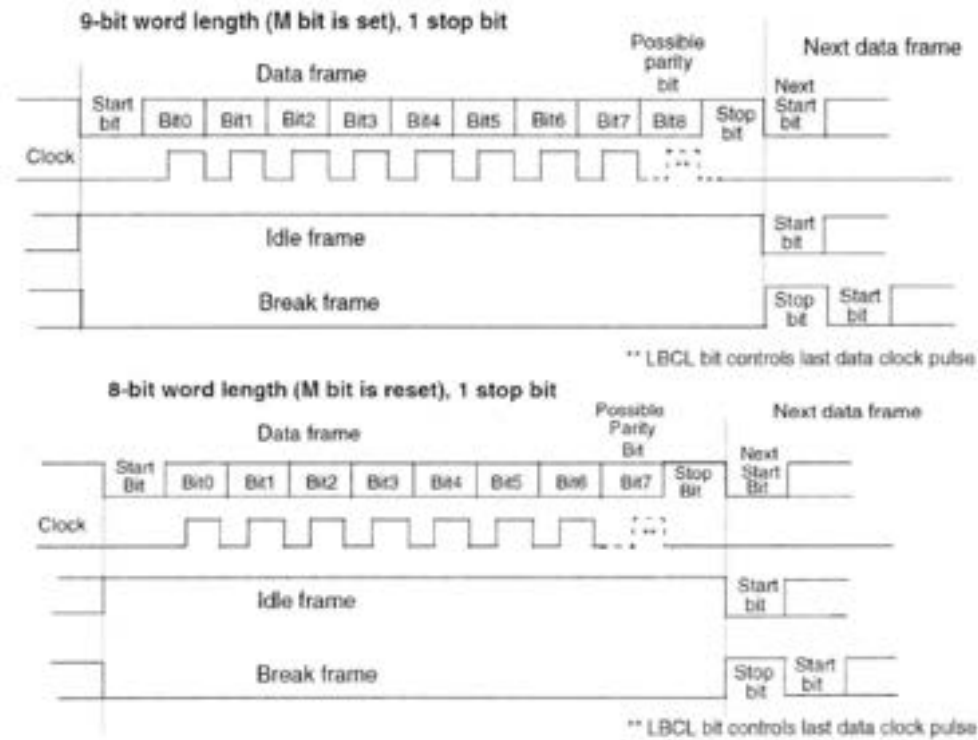 9-bit word length (M bit is set), 1 stop bit
Possible
parity
bit
Next data frame
Data frame
Next
Start
bit
Bit0
Bit1
Bit2
Bit3
Bit4
Bit5
Bit6
Bit7
Bit8
Stop
bit
Start
bit
Clock
**
Idle frame
Start
bit
Break frame
Stop
bit
Start
bit
** LBCL bit controls last data clock pulse
8-bit word length (M bit is reset), 1 stop bit
Possible
Parity
Bit
Next data frame
Data frame
Next
Start
Bit
Bit0
Bit1
Bit2
Bit3
Bit4
Bit5
Bit6
Bit7
Stop
Bit
Start
Bit
Clock
**
Idle frame
Start
bit
Break frame
Stop
bit
Start
bit
** LBCL bit controls last data clock pulse